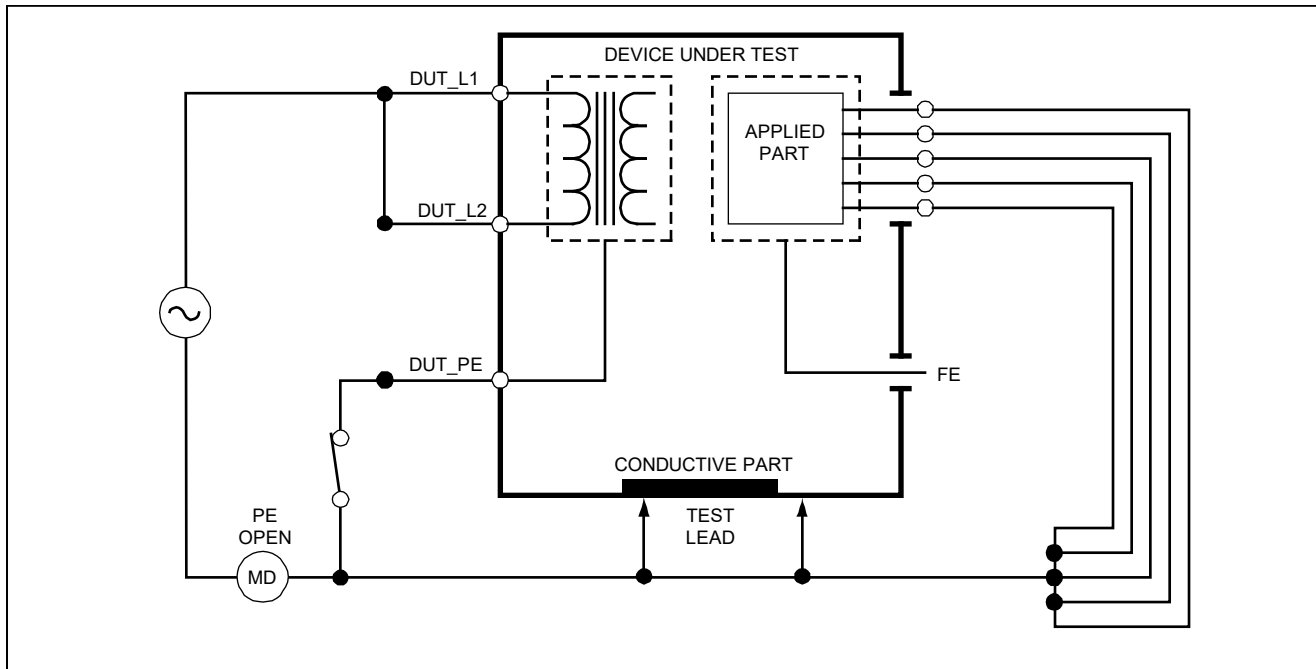 DEVICE UNDER TEST
DUT_L1
APPLIED
PART
DUT_L2
DUT_PE
FE
CONDUCTIVE PART
PE
OPEN
TEST
LEAD
MD